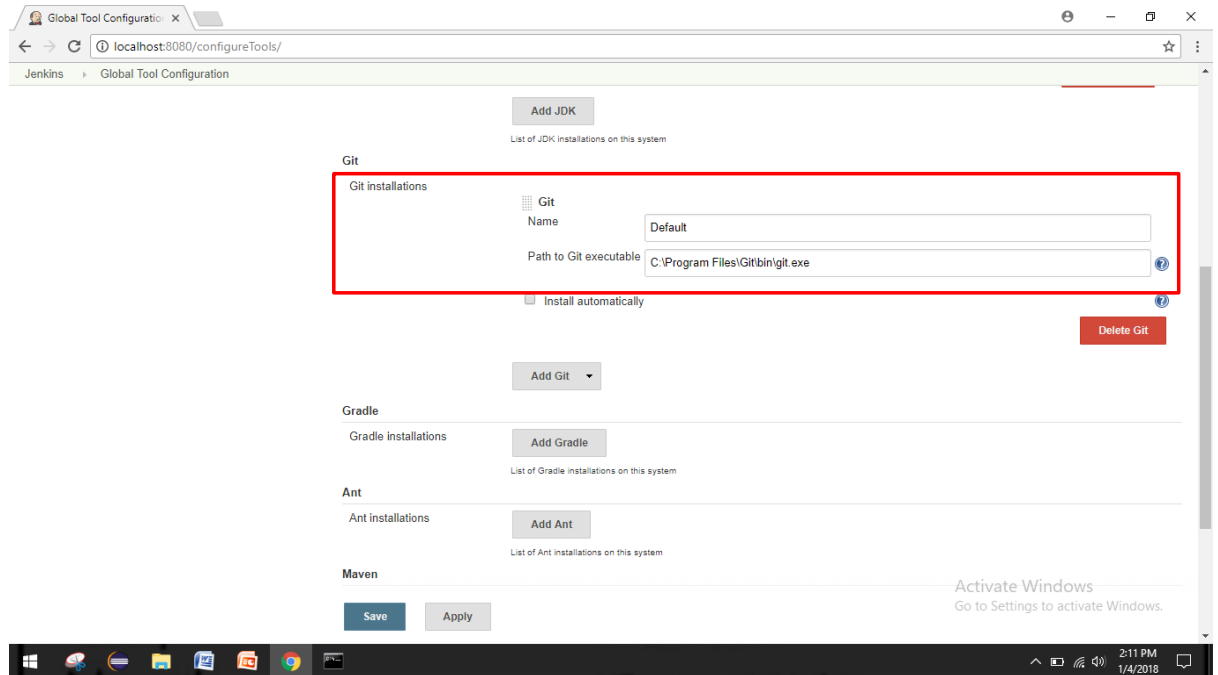 Global Tool Configuratio
localhost:8080/configureTools/
Jenkins Global Tool Configuration
Add JDK
List of JDK installations on this system
Git
Git installations
Git
Name Default
Path to Git executable C:\Program Files\Git\bin\git.exe
Install automatically
Delete Git
Add Git
Gradle
Gradle installations
Add Gradle
List of Gradle installations on this system
Ant
Ant installations
Add Ant
List of Ant installations on this system
Maven
Activate Windows
Go to Settings to activate Windows.
Save Apply
2:11 PM
1/4/2018